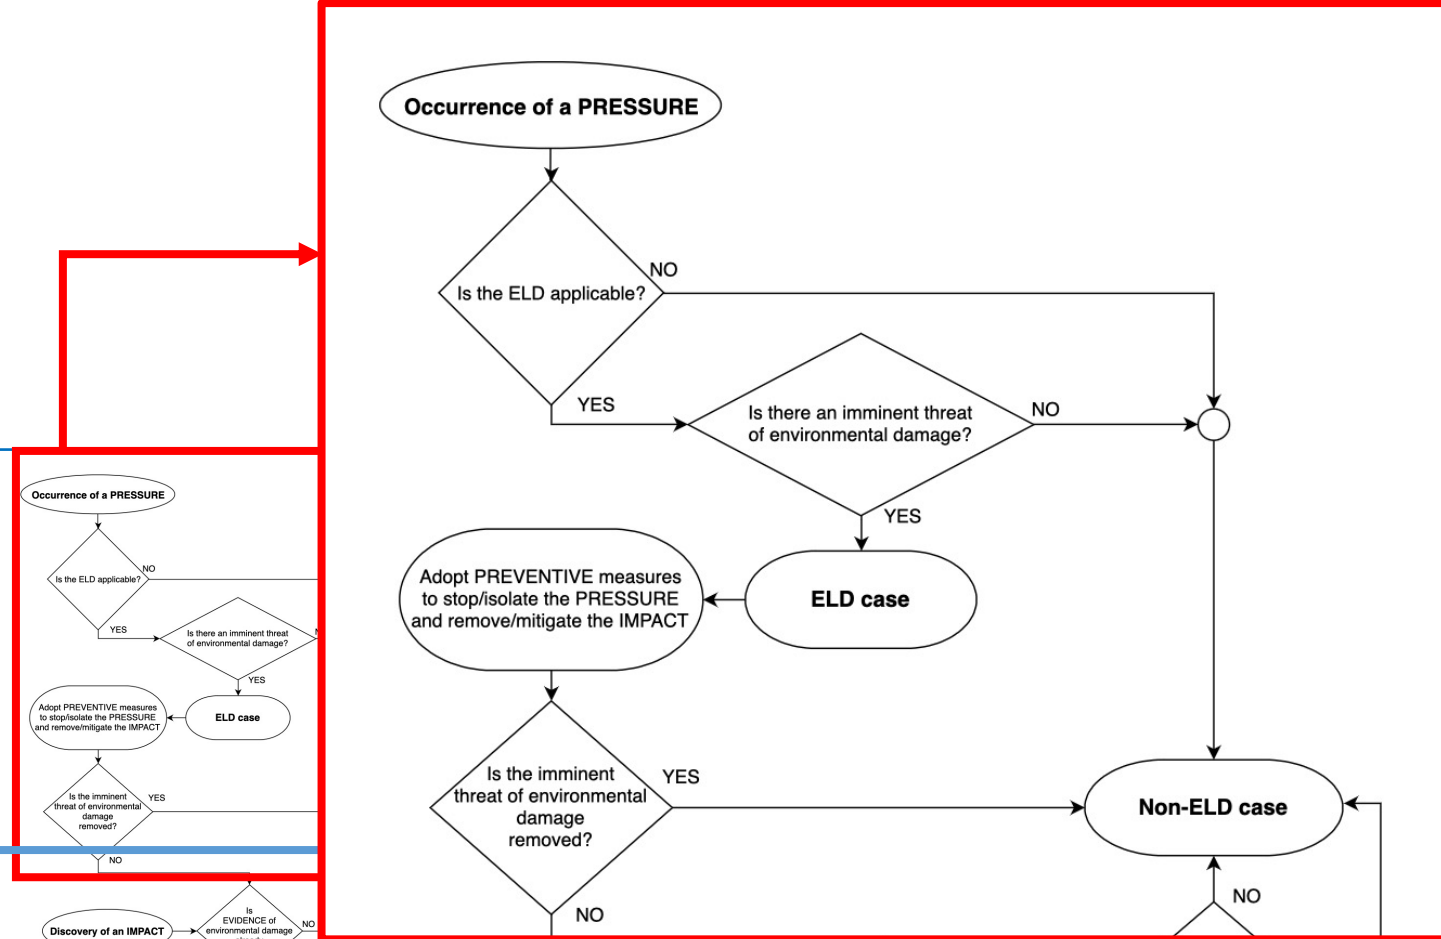 Occurrence of a PRESSURE
Is the ELD applicable?
NO
YES
Is there an imminent threat
of environmental damage?
NO
YES
ELD case
Adopt PREVENTIVE measures
to stop/isolate the PRESSURE
and remove/mitigate the IMPACT
Is the imminent
threat of environmental
damage
removed?
YES
NO
Non-ELD case
NO
Occurrence of a PRESSURE
Is the ELD applicable?
NO
YES
Is there an imminent threat
of environmental damage?
YES
ELD case
Adopt PREVENTIVE measures
to stop/isolate the PRESSURE
and remove/mitigate the IMPACT
Is the imminent
threat of environmental
damage
removed?
YES
NO
Discovery of an IMPACT
Is
EVIDENCE of
environmental damage
NO